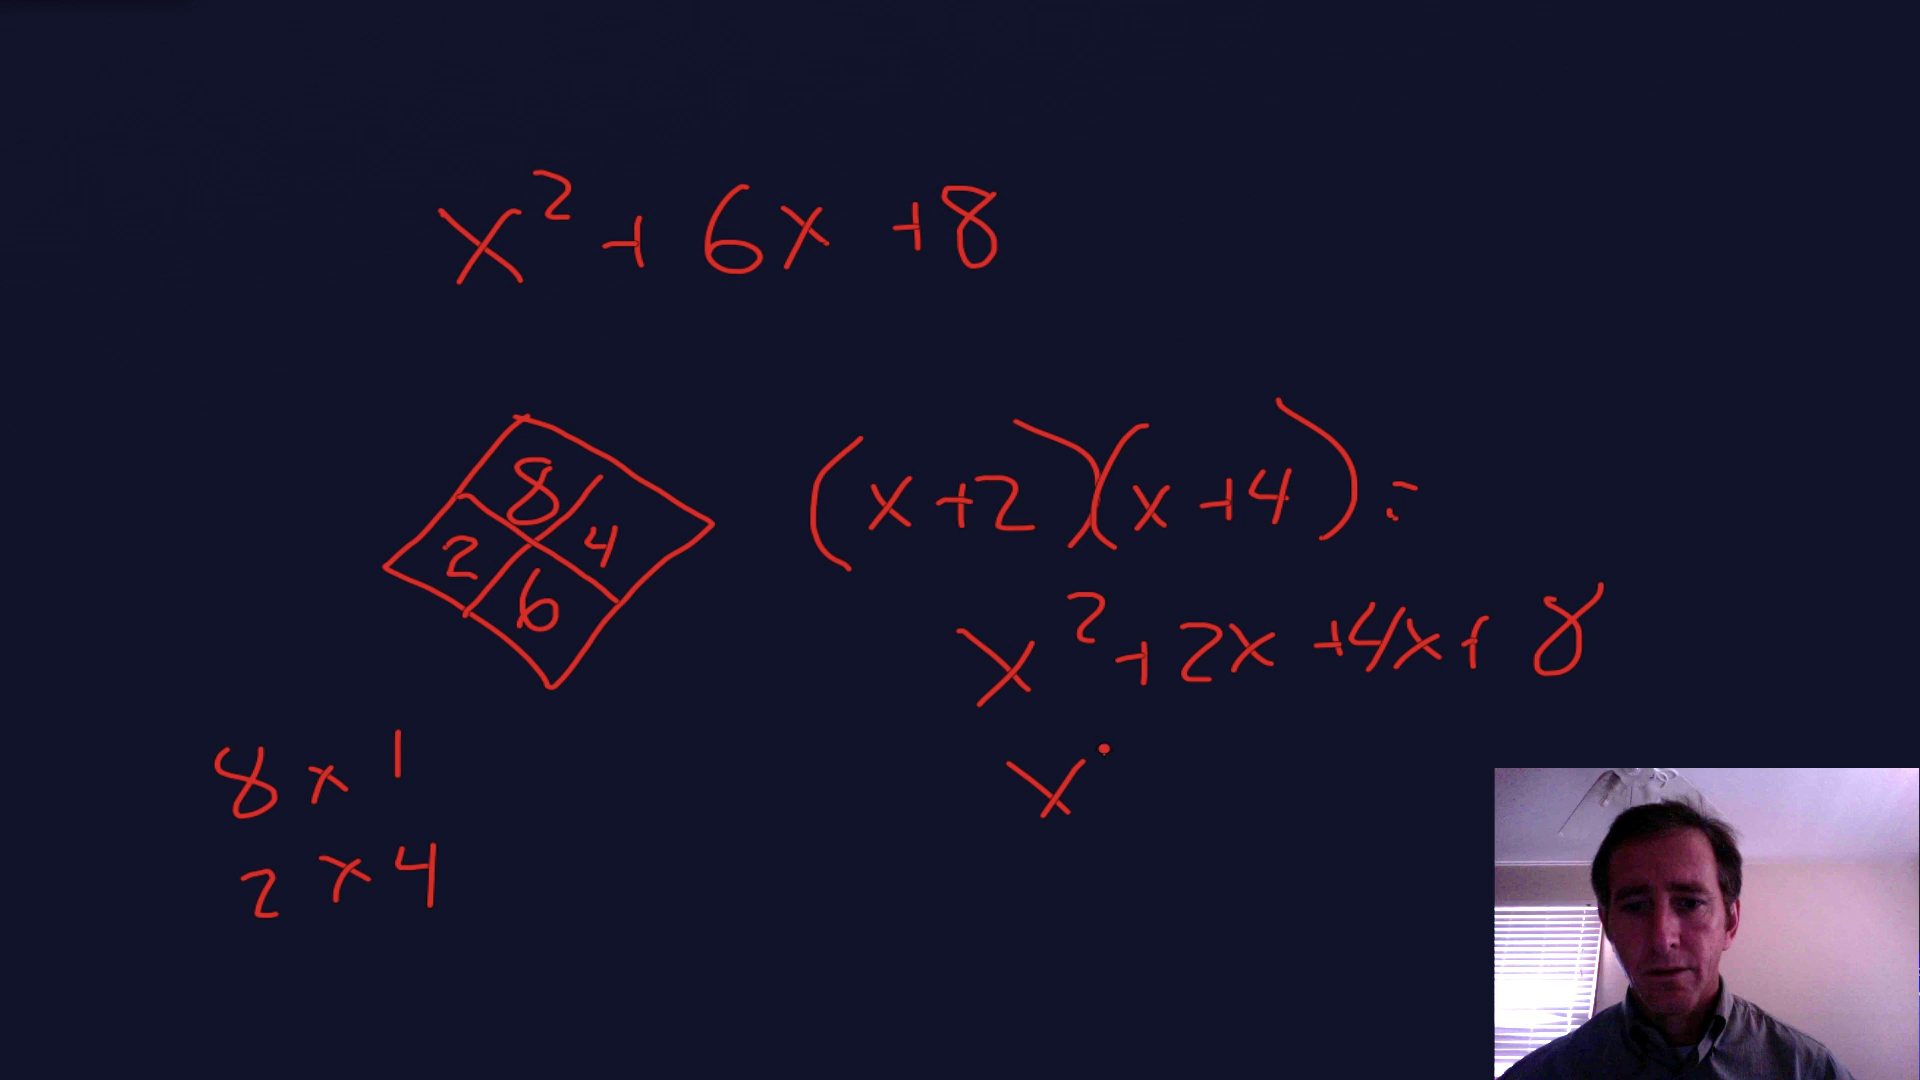 x² + 6x + 8
8
2 4
6
(x + 2)(x + 4) =
x² + 2x + 4x + 8
x
8 x 1
2 x 4